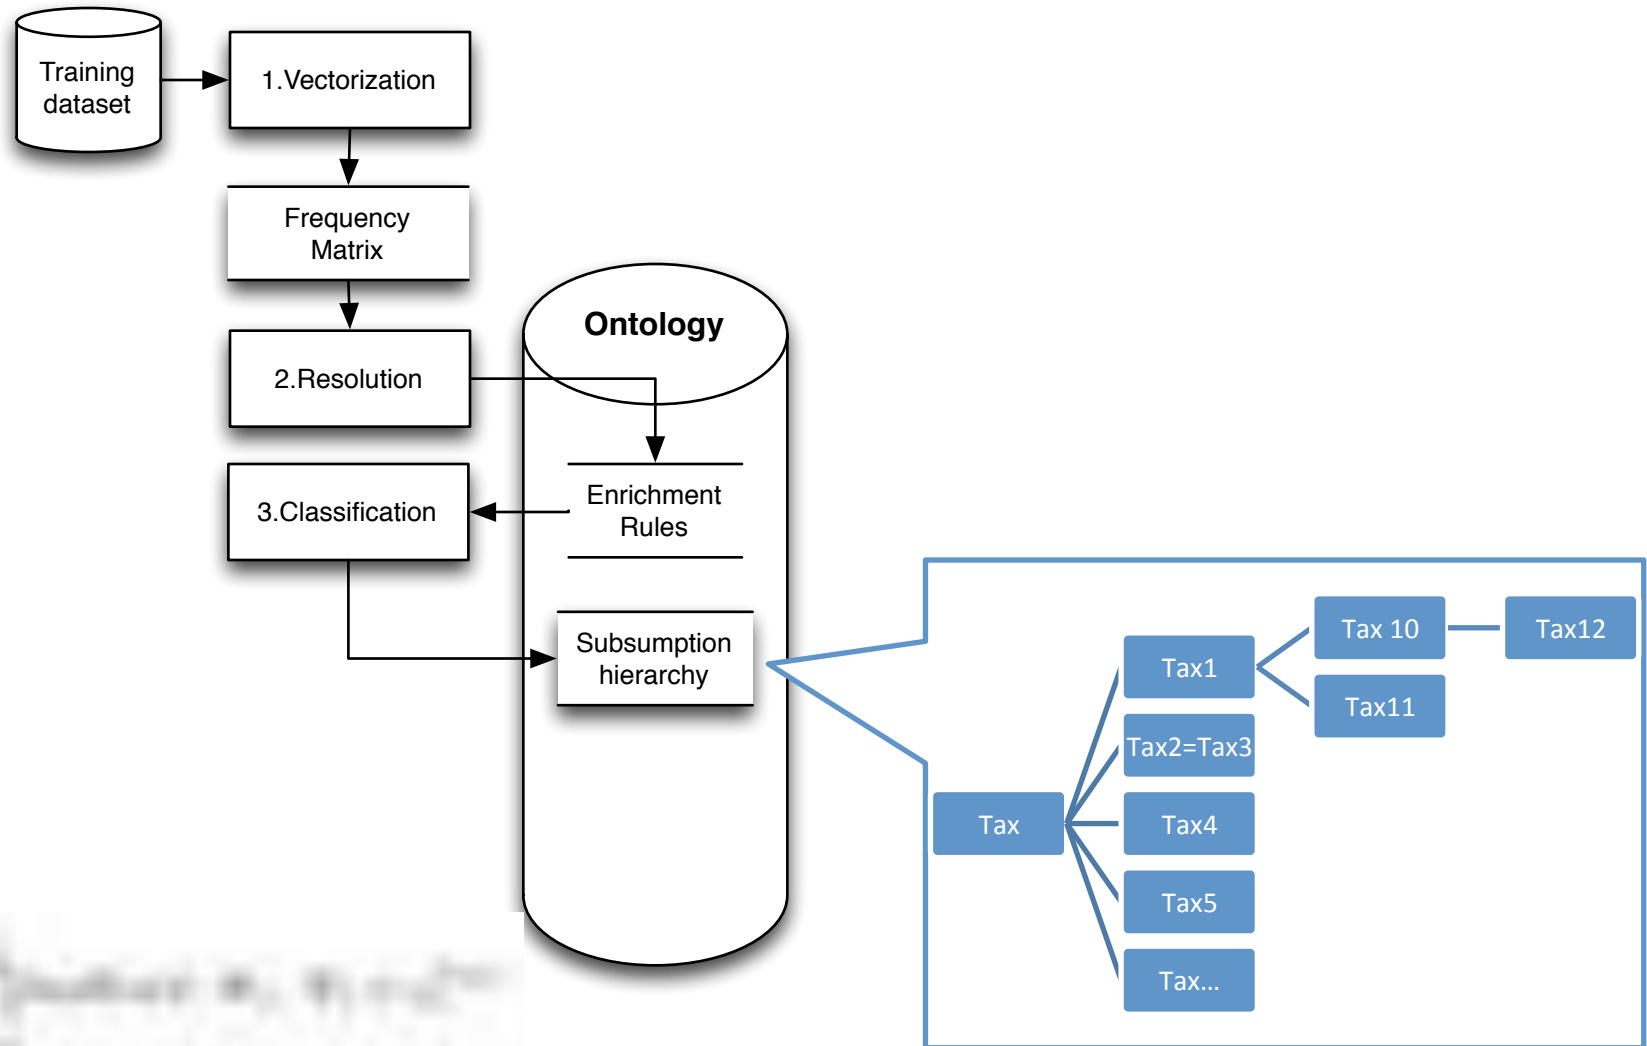 Training
dataset
1.Vectorization
Frequency
Matrix
2.Resolution
Ontology
Enrichment
Rules
3.Classification
Subsumption
hierarchy
Tax
Tax1
Tax2=Tax3
Tax4
Tax5
Tax...
Tax 10
Tax11
Tax12